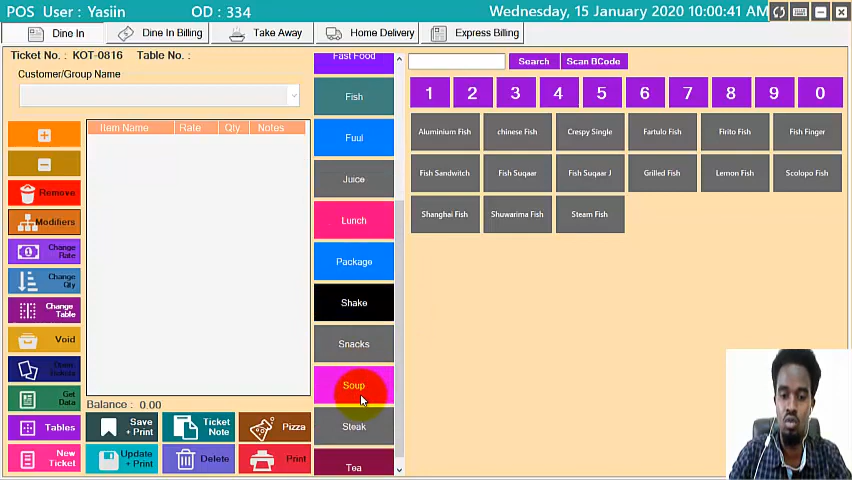 POS User : Yasiin OD : 334 Wednesday, 15 January 2020 10:00:41 AM
Dine In Dine In Billing Take Away Home Delivery Express Billing
Ticket No. : KOT-0816 Table No. :
Customer/Group Name
Item Name Rate Qty Notes
Remove
Modifiers
Change
Rate
Change
Qty
Change
Table
Void
Get
Data
Tables
New
Ticket
Balance : 0.00
Save
+ Print
Ticket
Note
Pizza
Update
+ Print
Delete
Print
Fast Food
Fish
Fuul
Juice
Lunch
Package
Shake
Snacks
Soup
Steak
Tea
Search Scan BCode
1 2 3 4 5 6 7 8 9 0
Aluminium Fish chinese Fish Crespy Single Fartulo Fish Firito Fish Fish Finger
Fish Sandwitch Fish Suqaar Fish Suqaar J Grilled Fish Lemon Fish Scolopo Fish
Shanghai Fish Shuwarima Fish Steam Fish